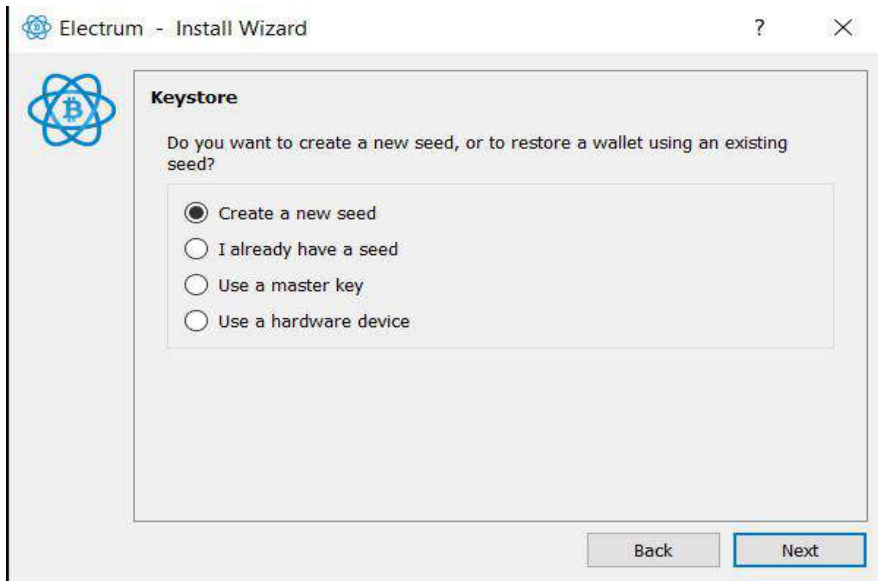 Electrum - Install Wizard
?
Keystore
Do you want to create a new seed, or to restore a wallet using an existing
seed?
Create a new seed
I already have a seed
Use a master key
Use a hardware device
Back
Next